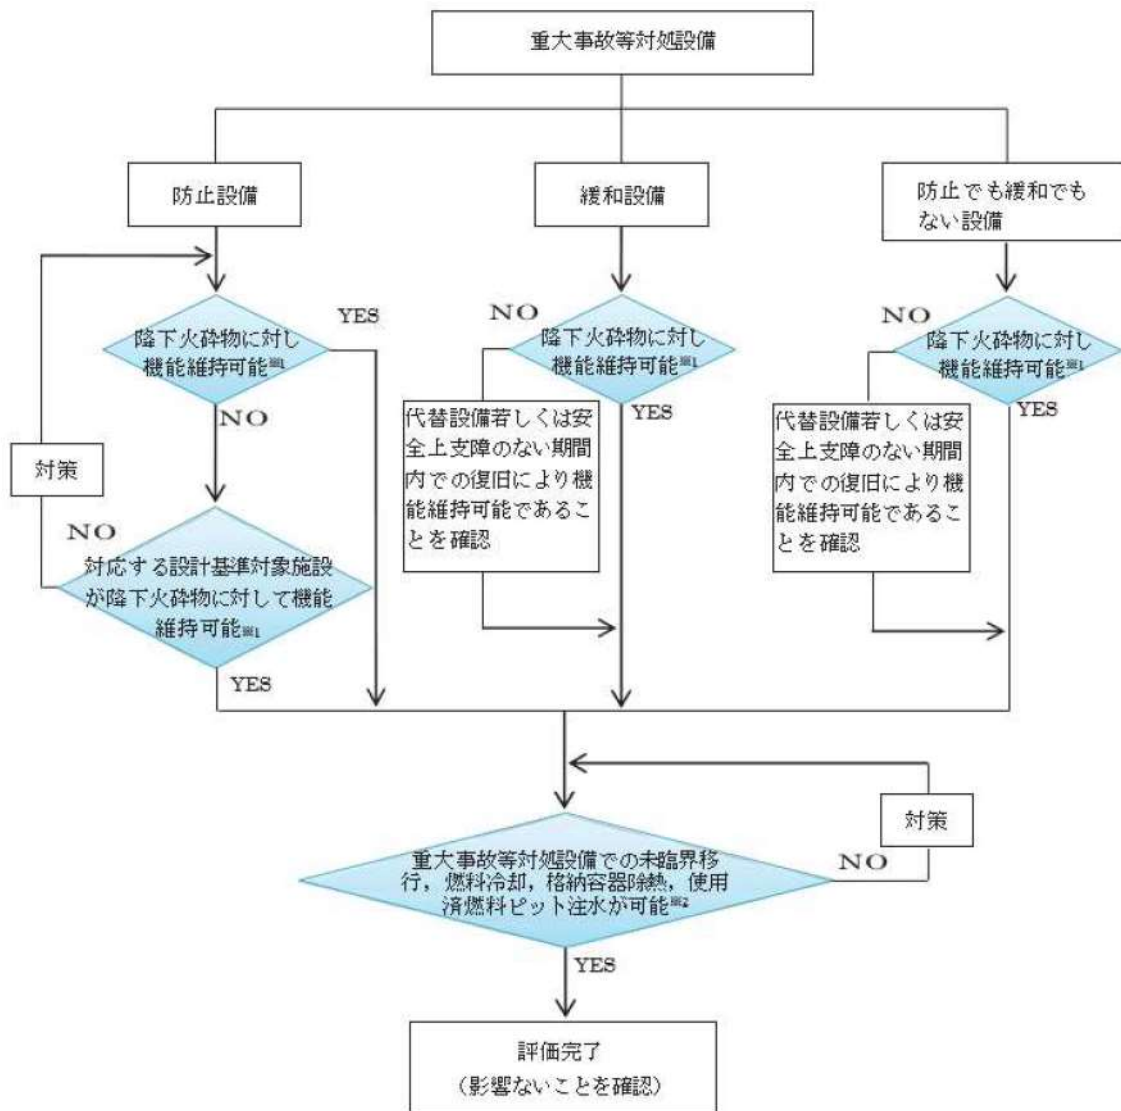 重大事故等対処設備
防止設備
緩和設備
防止でも緩和でも
ない設備
降下火砕物に対し
機能維持可能※1
YES
NO
対策
NO
対応する設計基準対象施設
が降下火砕物に対して機能
維持可能※1
YES
NO
降下火砕物に対し
機能維持可能※1
YES
代替設備若しくは安
全上支障のない期間
内での復旧により機
能維持可能であるこ
とを確認
NO
降下火砕物に対し
機能維持可能※1
YES
代替設備若しくは安
全上支障のない期間
内での復旧により機
能維持可能であるこ
とを確認
対策
重大事故等対処設備での未臨界移
行，燃料冷却，格納容器除熱，使用
済燃料ピット注水が可能※2
NO
YES
評価完了
（影響ないことを確認）